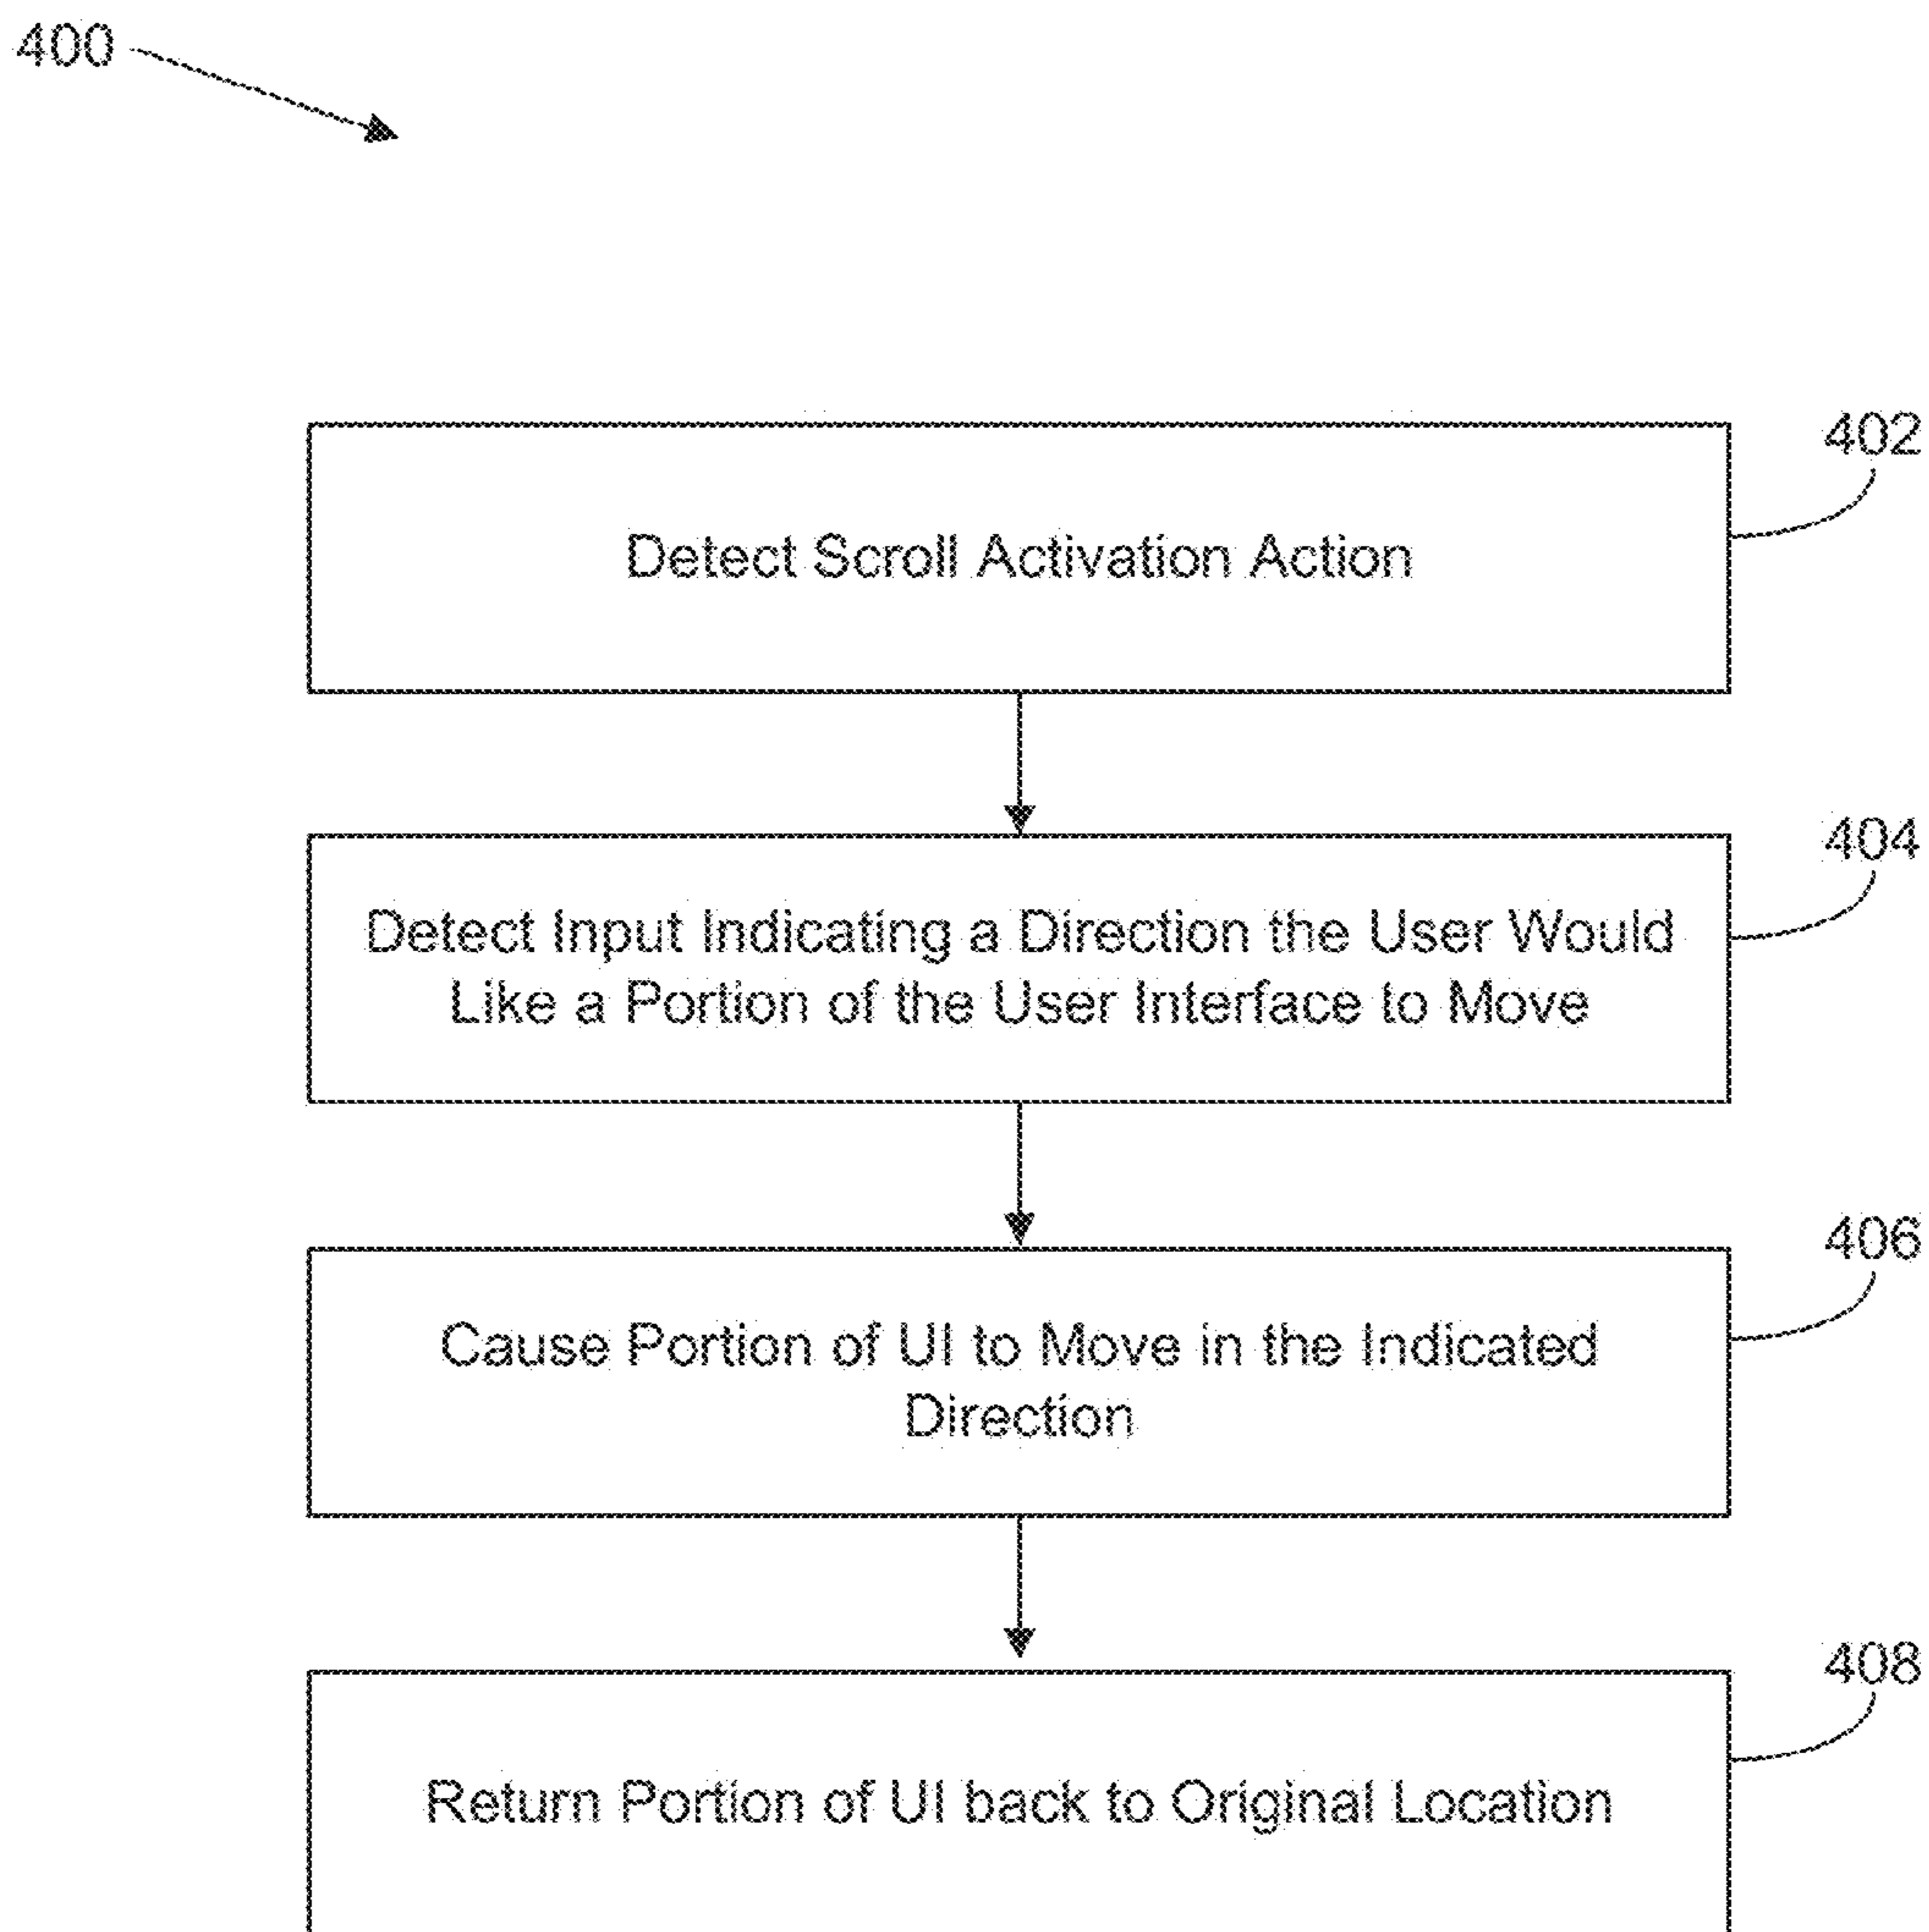 400
402
Detect Scroll Activation Action
404
Detect Input Indicating a Direction the User Would
Like a Portion of the User Interface to Move
406
Cause Portion of UI to Move in the Indicated
Direction
408
Return Portion of UI back to Original Location